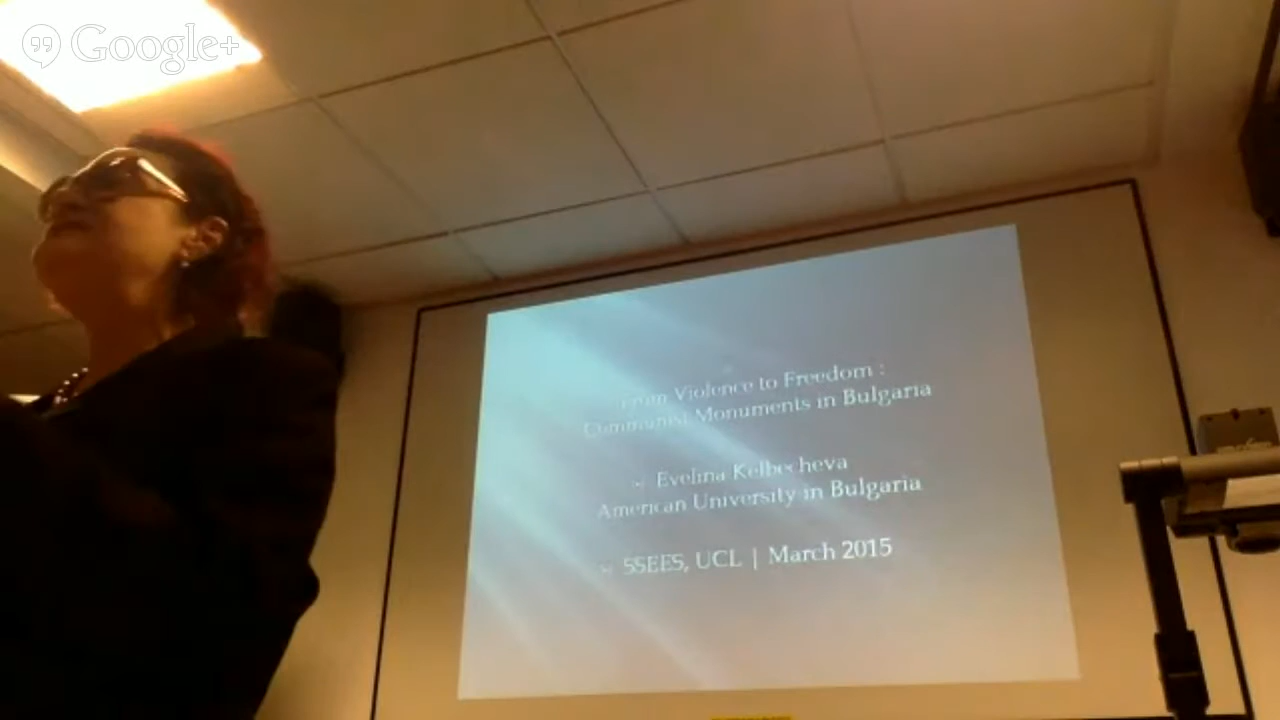 Google+
From Violence to Freedom :
Communist Monuments in Bulgaria
Evelina Kelbecheva
American University in Bulgaria
SSEES, UCL | March 2015